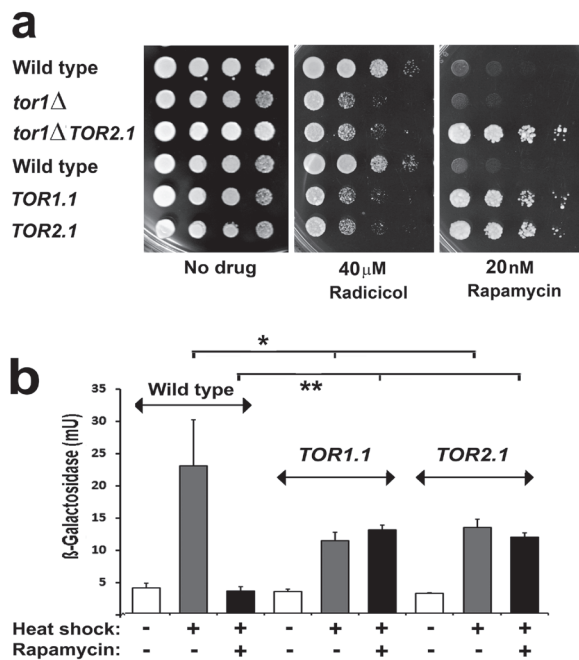 a
Wild type
tor1Δ
tor1Δ TOR2.1
Wild type
TOR1.1
TOR2.1
No drug
40μM
Radicicol
20nM
Rapamycin
b
*
**
ß-Galactosidase (mU)
35
30
25
20
15
10
5
Wild type
TOR1.1
TOR2.1
Heat shock: - + + - + + - + +
Rapamycin: - - + - - + - - +